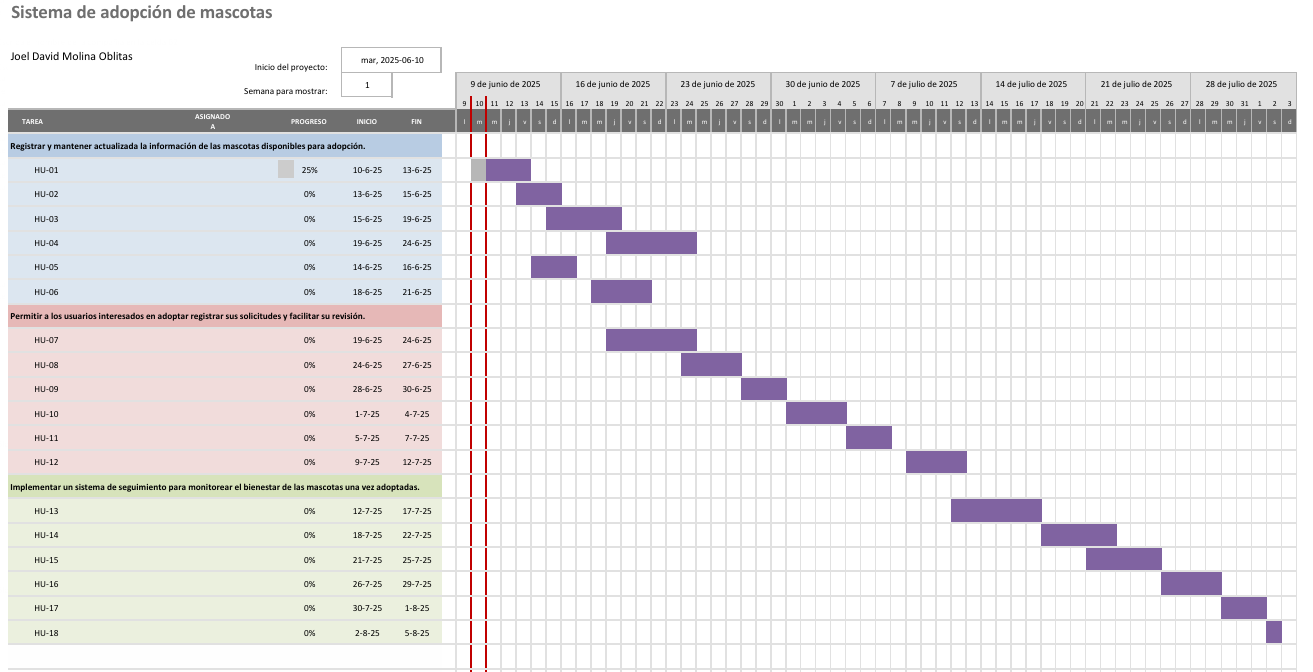 Sistema de adopción de mascotas
Joel David Molina Oblitas
Inicio del proyecto: mar, 2025-06-10
Semana para mostrar: 1
9 de junio de 2025 16 de junio de 2025 23 de junio de 2025 30 de junio de 2025 7 de julio de 2025 14 de julio de 2025 21 de julio de 2025 28 de julio de 2025
9 10 11 12 13 14 15 16 17 18 19 20 21 22 23 24 25 26 27 28 29 30 1 2 3 4 5 6 7 8 9 10 11 12 13 14 15 16 17 18 19 20 21 22 23 24 25 26 27 28 29 30 31 1 2 3
TAREA ASIGNADO A PROGRESO INICIO FIN l m m j v s d l m m j v s d l m m j v s d l m m j v s d l m m j v s d l m m j v s d l m m j v s d l m m j v s d
Registrar y mantener actualizada la información de las mascotas disponibles para adopción.
HU-01 25% 10-6-25 13-6-25
HU-02 0% 13-6-25 15-6-25
HU-03 0% 15-6-25 19-6-25
HU-04 0% 19-6-25 24-6-25
HU-05 0% 14-6-25 16-6-25
HU-06 0% 18-6-25 21-6-25
Permitir a los usuarios interesados en adoptar registrar sus solicitudes y facilitar su revisión.
HU-07 0% 19-6-25 24-6-25
HU-08 0% 24-6-25 27-6-25
HU-09 0% 28-6-25 30-6-25
HU-10 0% 1-7-25 4-7-25
HU-11 0% 5-7-25 7-7-25
HU-12 0% 9-7-25 12-7-25
Implementar un sistema de seguimiento para monitorear el bienestar de las mascotas una vez adoptadas.
HU-13 0% 12-7-25 17-7-25
HU-14 0% 18-7-25 22-7-25
HU-15 0% 21-7-25 25-7-25
HU-16 0% 26-7-25 29-7-25
HU-17 0% 30-7-25 1-8-25
HU-18 0% 2-8-25 5-8-25